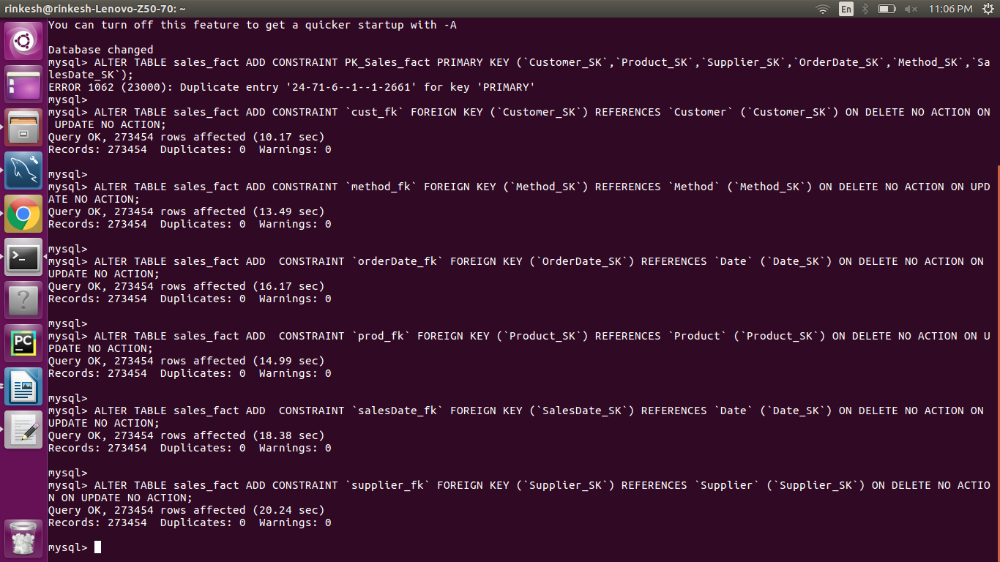 rinkesh@rinkesh-Lenovo-Z50-70: ~
En
11:06 PM
You can turn off this feature to get a quicker startup with -A
Database changed
mysql> ALTER TABLE sales_fact ADD CONSTRAINT PK_Sales_fact PRIMARY KEY (`Customer_SK`,`Product_SK`,`Supplier_SK`,`OrderDate_SK`,`Method_SK`,`Sa
lesDate_SK`);
ERROR 1062 (23000): Duplicate entry '24-71-6--1--1-2661' for key 'PRIMARY'
mysql>
mysql> ALTER TABLE sales_fact ADD CONSTRAINT `cust_fk` FOREIGN KEY (`Customer_SK`) REFERENCES `Customer` (`Customer_SK`) ON DELETE NO ACTION ON
 UPDATE NO ACTION;
Query OK, 273454 rows affected (10.17 sec)
Records: 273454  Duplicates: 0  Warnings: 0
mysql>
mysql> ALTER TABLE sales_fact ADD CONSTRAINT `method_fk` FOREIGN KEY (`Method_SK`) REFERENCES `Method` (`Method_SK`) ON DELETE NO ACTION ON UPD
ATE NO ACTION;
Query OK, 273454 rows affected (13.49 sec)
Records: 273454  Duplicates: 0  Warnings: 0
mysql>
mysql> ALTER TABLE sales_fact ADD  CONSTRAINT `orderDate_fk` FOREIGN KEY (`OrderDate_SK`) REFERENCES `Date` (`Date_SK`) ON DELETE NO ACTION ON
UPDATE NO ACTION;
Query OK, 273454 rows affected (16.17 sec)
Records: 273454  Duplicates: 0  Warnings: 0
mysql>
mysql> ALTER TABLE sales_fact ADD  CONSTRAINT `prod_fk` FOREIGN KEY (`Product_SK`) REFERENCES `Product` (`Product_SK`) ON DELETE NO ACTION ON U
PDATE NO ACTION;
Query OK, 273454 rows affected (14.99 sec)
Records: 273454  Duplicates: 0  Warnings: 0
mysql>
mysql> ALTER TABLE sales_fact ADD  CONSTRAINT `salesDate_fk` FOREIGN KEY (`SalesDate_SK`) REFERENCES `Date` (`Date_SK`) ON DELETE NO ACTION ON
UPDATE NO ACTION;
Query OK, 273454 rows affected (18.38 sec)
Records: 273454  Duplicates: 0  Warnings: 0
mysql>
mysql> ALTER TABLE sales_fact ADD CONSTRAINT `supplier_fk` FOREIGN KEY (`Supplier_SK`) REFERENCES `Supplier` (`Supplier_SK`) ON DELETE NO ACTIO
N ON UPDATE NO ACTION;
Query OK, 273454 rows affected (20.24 sec)
Records: 273454  Duplicates: 0  Warnings: 0
mysql>
>_
?
PC